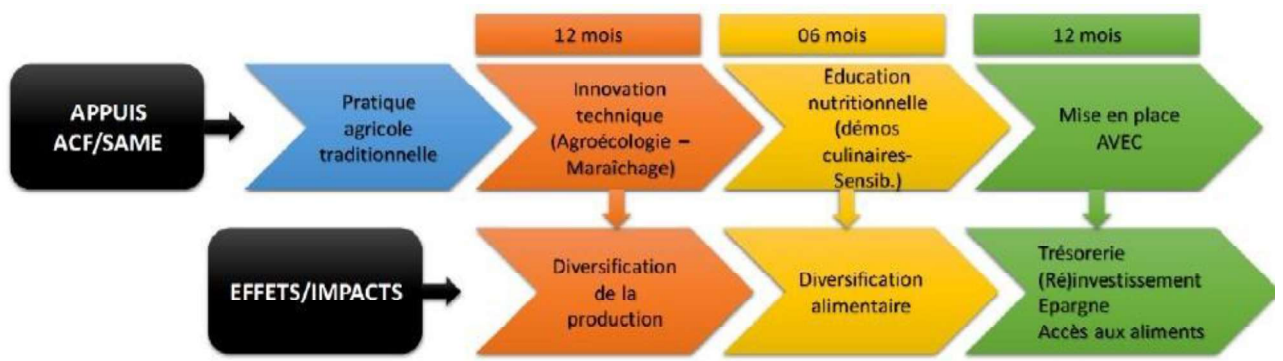 12 mois
06 mois
12 mois
APPUIS
ACF/SAME
Pratique
agricole
traditionnelle
Innovation
technique
(Agroécologie –
Maraîchage)
Education
nutritionnelle
(démos
culinaires-
Sensib.)
Mise en place
AVEC
EFFETS/IMPACTS
Diversification
de la
production
Diversification
alimentaire
Trésorerie
(Ré)investissement
Epargne
Accès aux aliments